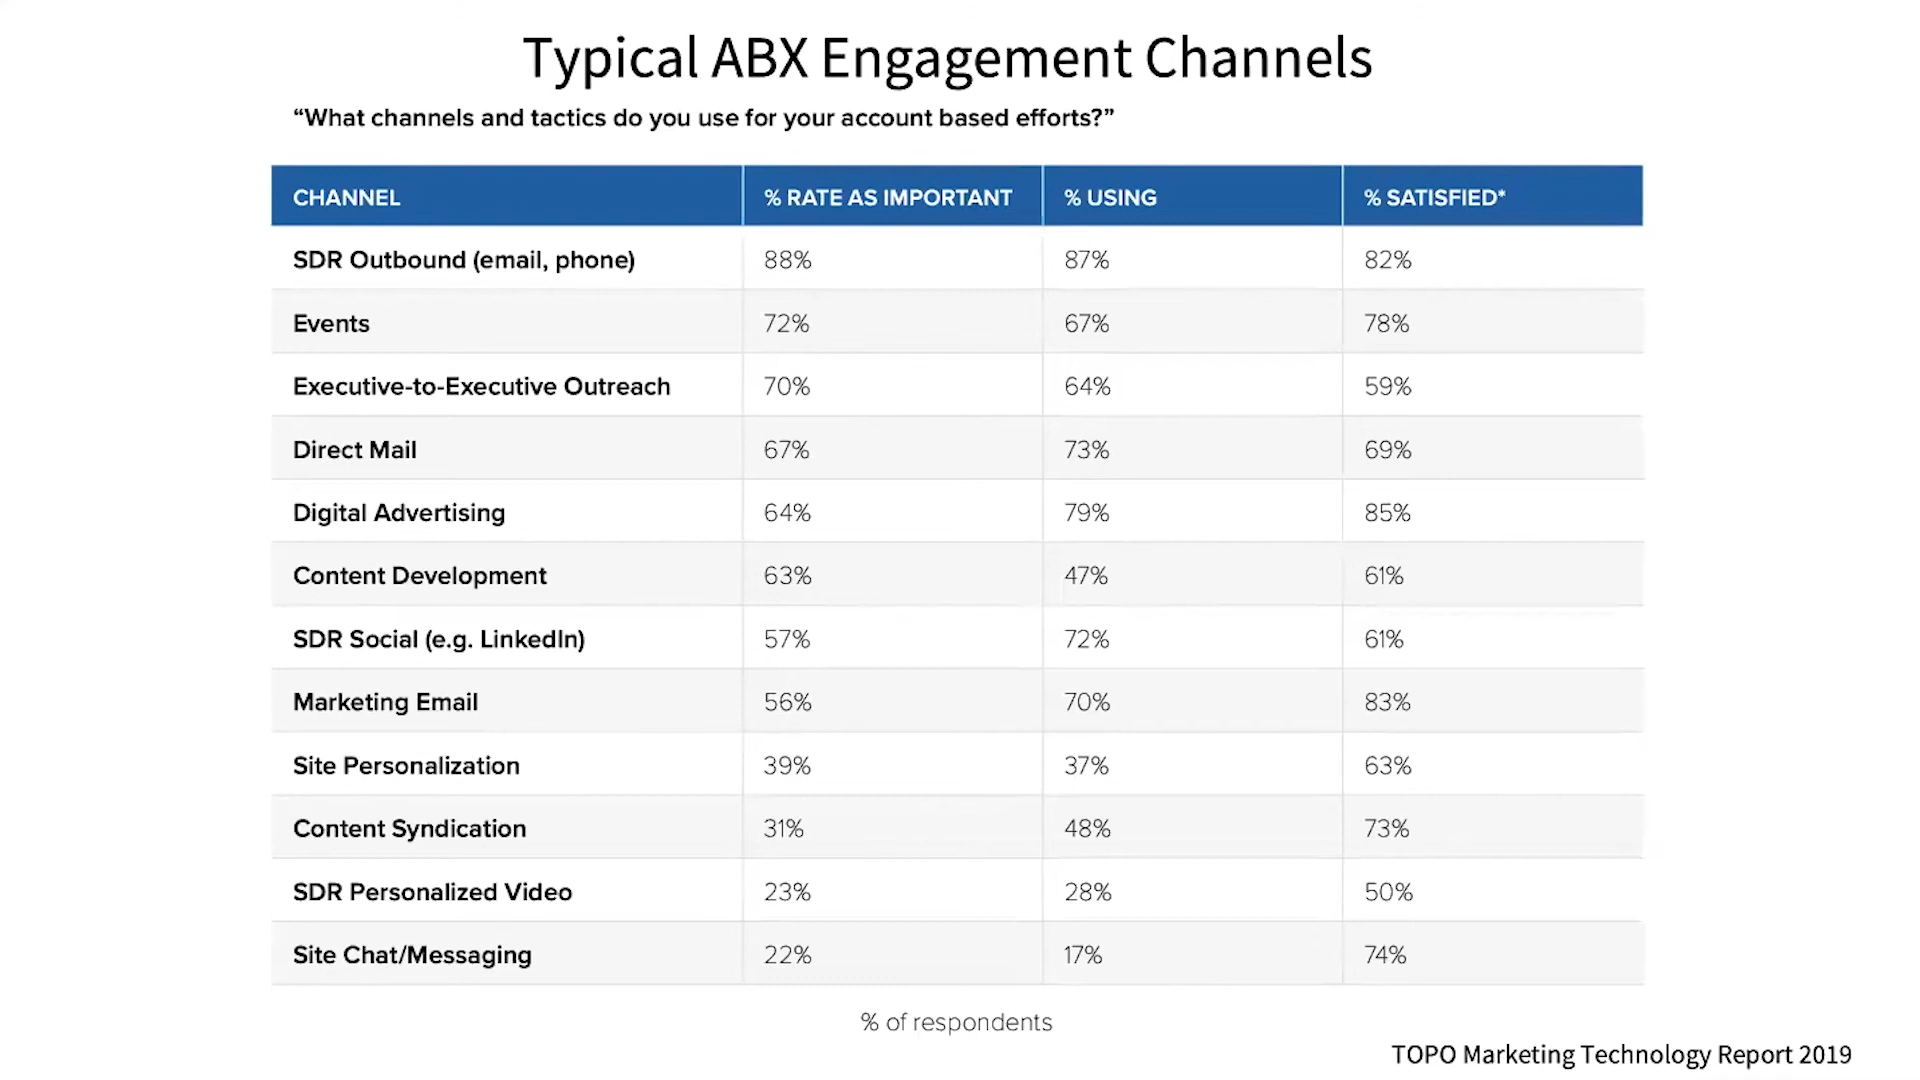 Typical ABX Engagement Channels
“What channels and tactics do you use for your account based efforts?”
CHANNEL % RATE AS IMPORTANT % USING % SATISFIED*
SDR Outbound (email, phone) 88% 87% 82%
Events 72% 67% 78%
Executive-to-Executive Outreach 70% 64% 59%
Direct Mail 67% 73% 69%
Digital Advertising 64% 79% 85%
Content Development 63% 47% 61%
SDR Social (e.g. LinkedIn) 57% 72% 61%
Marketing Email 56% 70% 83%
Site Personalization 39% 37% 63%
Content Syndication 31% 48% 73%
SDR Personalized Video 23% 28% 50%
Site Chat/Messaging 22% 17% 74%
% of respondents
TOPO Marketing Technology Report 2019